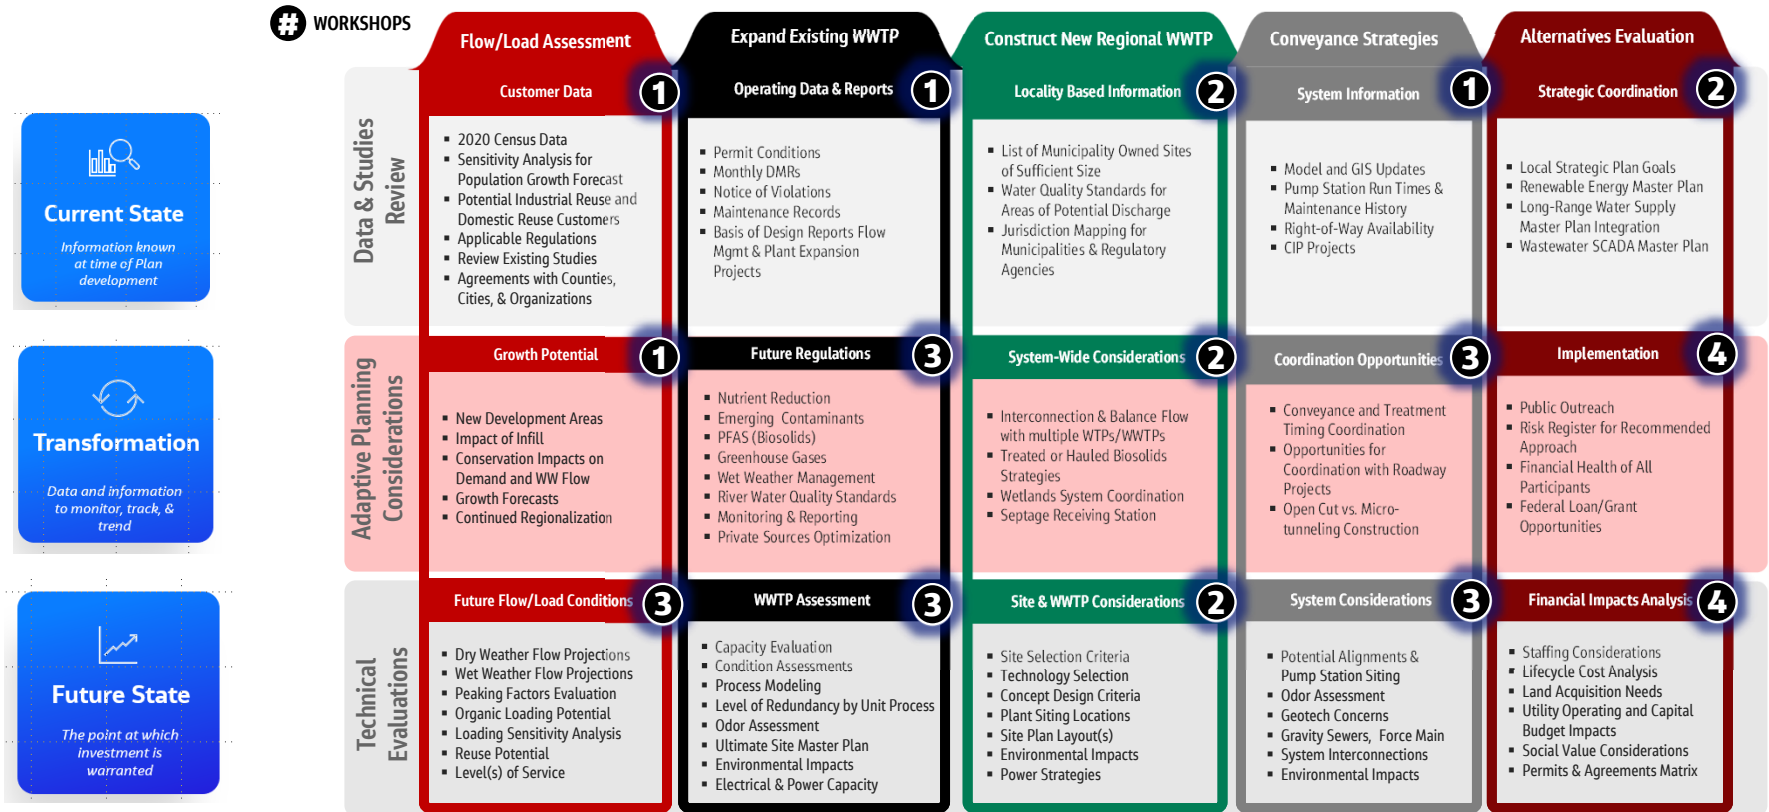 # WORKSHOPS
Flow/Load Assessment
Expand Existing WWTP
Construct New Regional WWTP
Conveyance Strategies
Alternatives Evaluation
Current State
Information known
at time of Plan
development
Data & Studies
Review
Customer Data 1
▪ 2020 Census Data
▪ Sensitivity Analysis for
Population Growth Forecast
▪ Potential Industrial Reuse and
Domestic Reuse Customers
▪ Applicable Regulations
▪ Review Existing Studies
▪ Agreements with Counties,
Cities, & Organizations
Operating Data & Reports 1
▪ Permit Conditions
▪ Monthly DMRs
▪ Notice of Violations
▪ Maintenance Records
▪ Basis of Design Reports Flow
Mgmt & Plant Expansion
Projects
Locality Based Information 2
▪ List of Municipality Owned Sites
of Sufficient Size
▪ Water Quality Standards for
Areas of Potential Discharge
▪ Jurisdiction Mapping for
Municipalities & Regulatory
Agencies
System Information 1
▪ Model and GIS Updates
▪ Pump Station Run Times &
Maintenance History
▪ Right-of-Way Availability
▪ CIP Projects
Strategic Coordination 2
▪ Local Strategic Plan Goals
▪ Renewable Energy Master Plan
▪ Long-Range Water Supply
Master Plan Integration
▪ Wastewater SCADA Master Plan
Transformation
Data and information
to monitor, track, &
trend
Adaptive Planning
Considerations
Growth Potential 1
▪ New Development Areas
▪ Impact of Infill
▪ Conservation Impacts on
Demand and WW Flow
▪ Growth Forecasts
▪ Continued Regionalization
Future Regulations 3
▪ Nutrient Reduction
▪ Emerging Contaminants
▪ PFAS (Biosolids)
▪ Greenhouse Gases
▪ Wet Weather Management
▪ River Water Quality Standards
▪ Monitoring & Reporting
▪ Private Sources Optimization
System-Wide Considerations 2
▪ Interconnection & Balance Flow
with multiple WTPs/WWTPs
▪ Treated or Hauled Biosolids
Strategies
▪ Wetlands System Coordination
▪ Septage Receiving Station
Coordination Opportunities 3
▪ Conveyance and Treatment
Timing Coordination
▪ Opportunities for
Coordination with Roadway
Projects
▪ Open Cut vs. Micro-
tunneling Construction
Implementation 4
▪ Public Outreach
▪ Risk Register for Recommended
Approach
▪ Financial Health of All
Participants
▪ Federal Loan/Grant
Opportunities
Future State
The point at which
investment is
warranted
Technical
Evaluations
Future Flow/Load Conditions 3
▪ Dry Weather Flow Projections
▪ Wet Weather Flow Projections
▪ Peaking Factors Evaluation
▪ Organic Loading Potential
▪ Loading Sensitivity Analysis
▪ Reuse Potential
▪ Level(s) of Service
WWTP Assessment 3
▪ Capacity Evaluation
▪ Condition Assessments
▪ Process Modeling
▪ Level of Redundancy by Unit Process
▪ Odor Assessment
▪ Ultimate Site Master Plan
▪ Environmental Impacts
▪ Electrical & Power Capacity
Site & WWTP Considerations 2
▪ Site Selection Criteria
▪ Technology Selection
▪ Concept Design Criteria
▪ Plant Siting Locations
▪ Site Plan Layout(s)
▪ Environmental Impacts
▪ Power Strategies
System Considerations 3
▪ Potential Alignments &
Pump Station Siting
▪ Odor Assessment
▪ Geotech Concerns
▪ Gravity Sewers, Force Main
▪ System Interconnections
▪ Environmental Impacts
Financial Impacts Analysis 4
▪ Staffing Considerations
▪ Lifecycle Cost Analysis
▪ Land Acquisition Needs
▪ Utility Operating and Capital
Budget Impacts
▪ Social Value Considerations
▪ Permits & Agreements Matrix